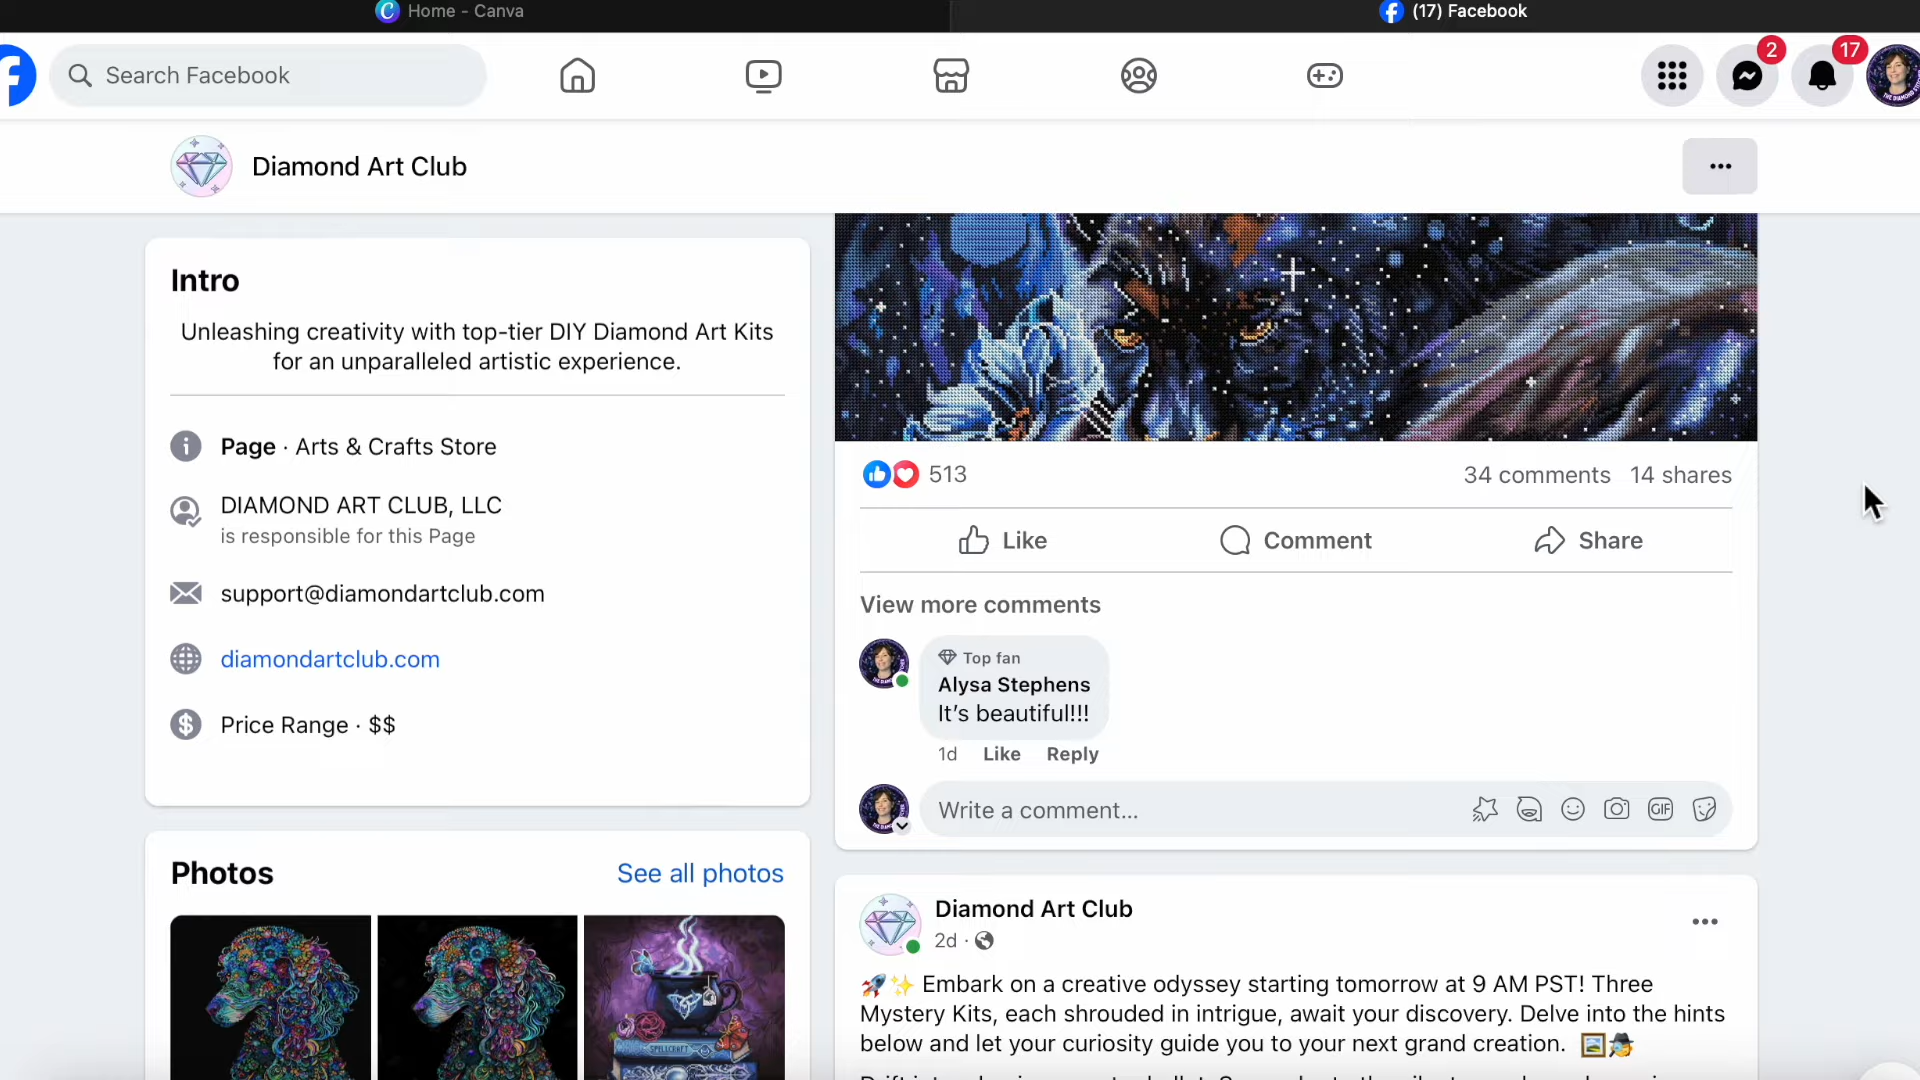 Home - Canva
(17) Facebook
Search Facebook
2
17
Diamond Art Club
Intro
Unleashing creativity with top-tier DIY Diamond Art Kits
for an unparalleled artistic experience.
Page · Arts & Crafts Store
DIAMOND ART CLUB, LLC
is responsible for this Page
support@diamondartclub.com
diamondartclub.com
Price Range · $$
Photos
See all photos
SPELLCRAFT
513
34 comments 14 shares
Like
Comment
Share
View more comments
Top fan
Alysa Stephens
It's beautiful!!!
1d Like Reply
Write a comment...
GIF
Diamond Art Club
2d ·
🚀✨ Embark on a creative odyssey starting tomorrow at 9 AM PST! Three
Mystery Kits, each shrouded in intrigue, await your discovery. Delve into the hints
below and let your curiosity guide you to your next grand creation. 🖼️🕵️